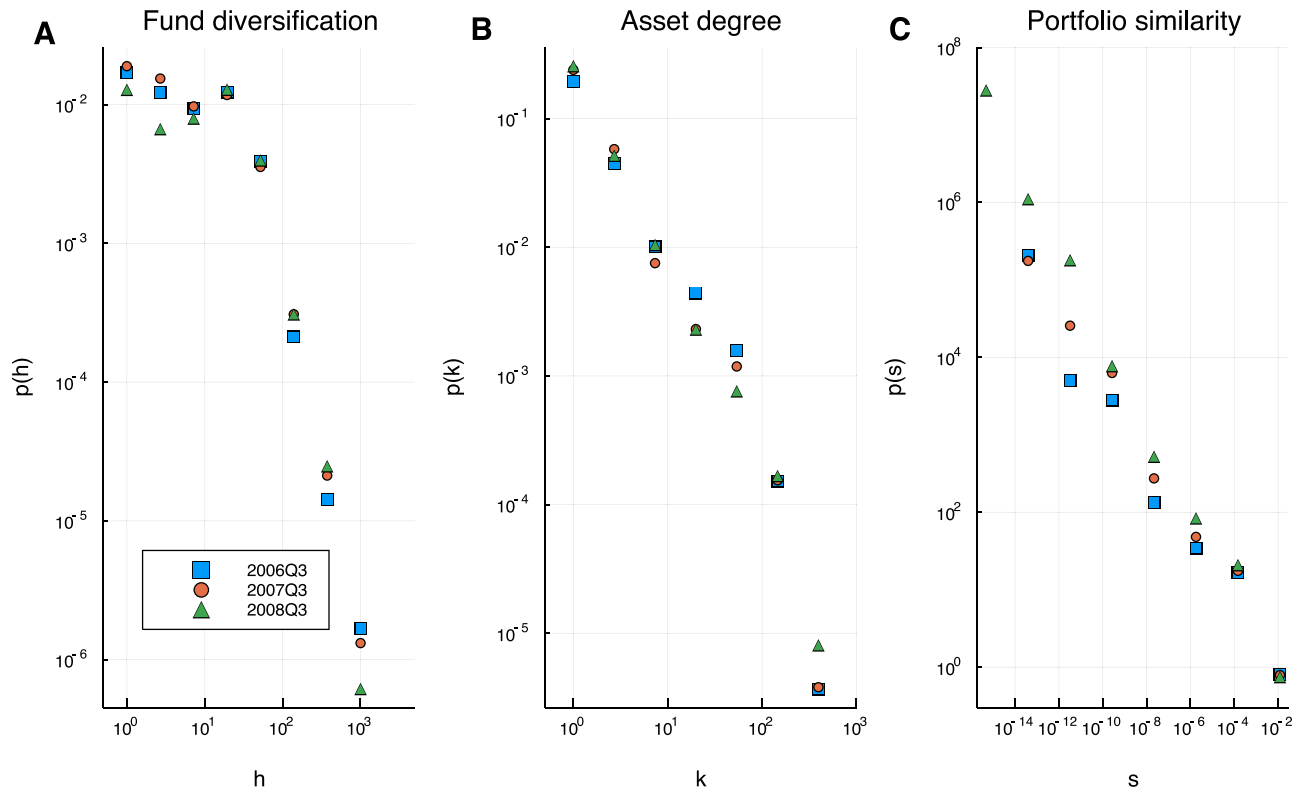 A Fund diversification
10^-2
10^-3
10^-4
10^-5
10^-6
p(h)
2006Q3
2007Q3
2008Q3
10^0 10^1 10^2 10^3
h
B Asset degree
10^-1
10^-2
10^-3
10^-4
10^-5
p(k)
10^0 10^1 10^2 10^3
k
C Portfolio similarity
10^8
10^6
10^4
10^2
10^0
p(s)
10^-14 10^-12 10^-10 10^-8 10^-6 10^-4 10^-2
s